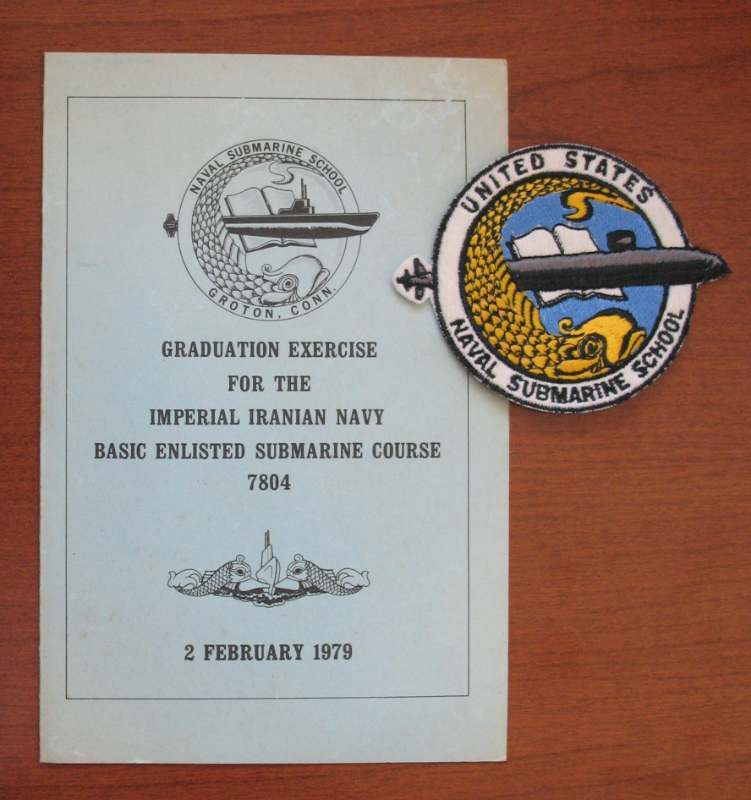 NAVAL SUBMARINE SCHOOL
GROTON, CONN.
GRADUATION EXERCISE
FOR THE
IMPERIAL IRANIAN NAVY
BASIC ENLISTED SUBMARINE COURSE
7804
2 FEBRUARY 1979
UNITED STATES
NAVAL SUBMARINE SCHOOL